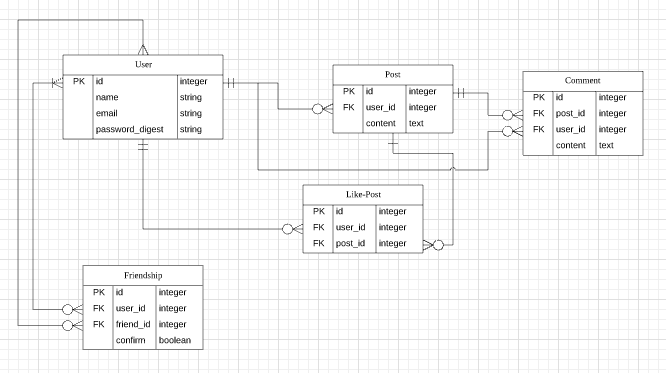 User
PK id integer
name string
email string
password_digest string
Post
PK id integer
FK user_id integer
content text
Comment
PK id integer
FK post_id integer
FK user_id integer
content text
Like-Post
PK id integer
FK user_id integer
FK post_id integer
Friendship
PK id integer
FK user_id integer
FK friend_id integer
confirm boolean